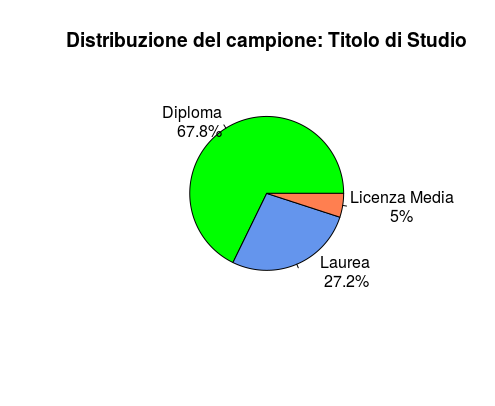 Distribuzione del campione: Titolo di Studio
Diploma
67.8%
Licenza Media
5%
Laurea
27.2%